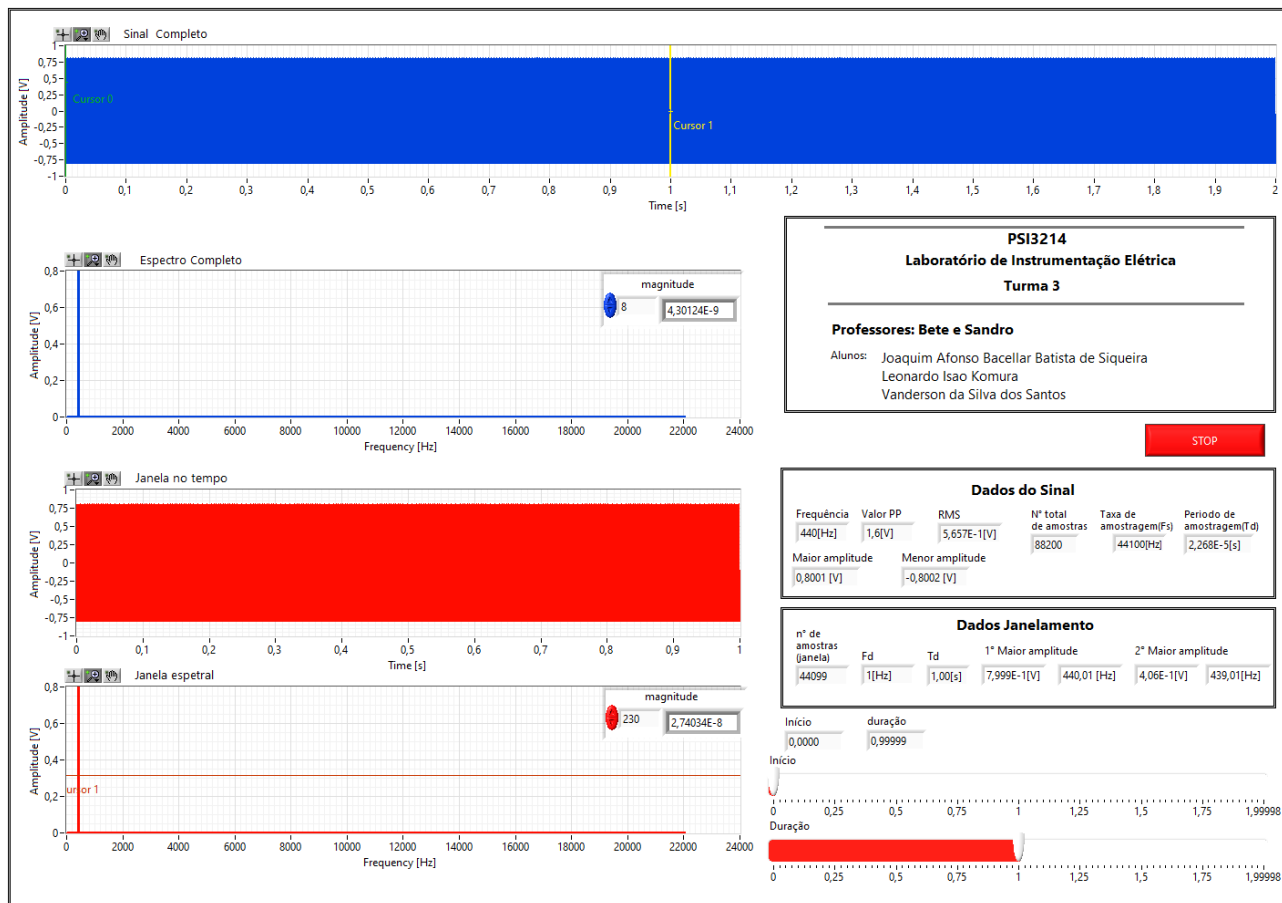 Sinal Completo
Amplitude [V]
1
0,75
0,5
0,25
0
-0,25
-0,5
-0,75
-1
Cursor 0
Cursor 1
0 0,1 0,2 0,3 0,4 0,5 0,6 0,7 0,8 0,9 1 1,1 1,2 1,3 1,4 1,5 1,6 1,7 1,8 1,9 2
Time [s]
Espectro Completo
Amplitude [V]
0,8
0,6
0,4
0,2
0
magnitude
8 4,30124E-9
0 2000 4000 6000 8000 10000 12000 14000 16000 18000 20000 22000 24000
Frequency [Hz]
PSI3214
Laboratório de Instrumentação Elétrica
Turma 3
Professores: Bete e Sandro
Alunos: Joaquim Afonso Bacellar Batista de Siqueira
Leonardo Isao Komura
Vanderson da Silva dos Santos
STOP
Janela no tempo
Amplitude [V]
1
0,75
0,5
0,25
0
-0,25
-0,5
-0,75
-1
0 0,1 0,2 0,3 0,4 0,5 0,6 0,7 0,8 0,9 1
Time [s]
Dados do Sinal
Frequência Valor PP RMS N° total de amostras Taxa de amostragem(Fs) Periodo de amostragem(Td)
440[Hz] 1,6[V] 5,657E-1[V] 88200 44100[Hz] 2,268E-5[s]
Maior amplitude Menor amplitude
0,8001 [V] -0,8002 [V]
Dados Janelamento
n° de amostras (janela) Fd Td 1° Maior amplitude 2° Maior amplitude
44099 1[Hz] 1,00[s] 7,999E-1[V] 440,01 [Hz] 4,06E-1[V] 439,01[Hz]
Janela espetral
Amplitude [V]
0,8
0,6
0,4
0,2
0
magnitude
230 2,74034E-8
ursor 1
0 2000 4000 6000 8000 10000 12000 14000 16000 18000 20000 22000 24000
Frequency [Hz]
Início duração
0,0000 0,99999
Início
0 0,25 0,5 0,75 1 1,25 1,5 1,75 1,99998
Duração
0 0,25 0,5 0,75 1 1,25 1,5 1,75 1,99998